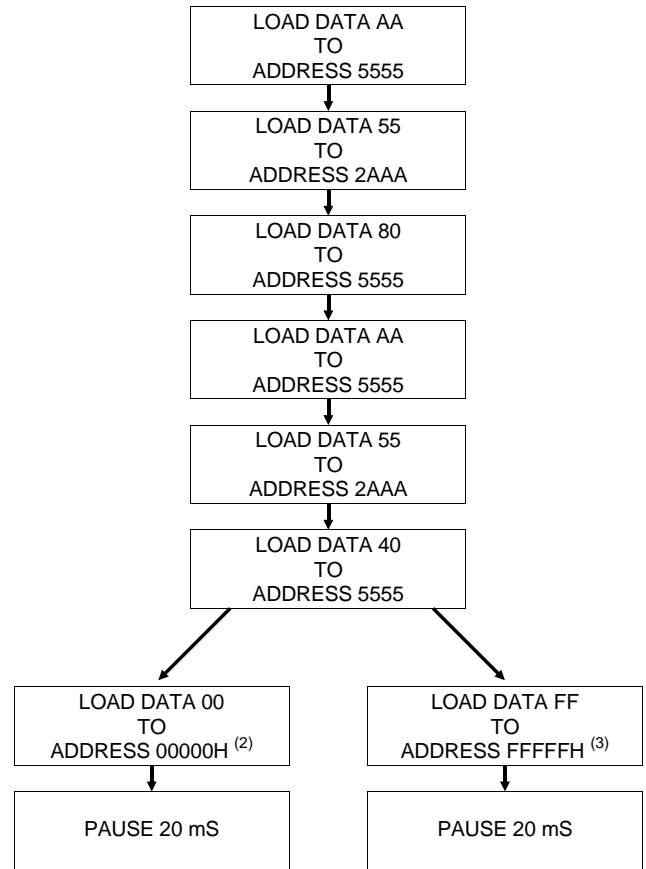 LOAD DATA AA
TO
ADDRESS 5555
LOAD DATA 55
TO
ADDRESS 2AAA
LOAD DATA 80
TO
ADDRESS 5555
LOAD DATA AA
TO
ADDRESS 5555
LOAD DATA 55
TO
ADDRESS 2AAA
LOAD DATA 40
TO
ADDRESS 5555
LOAD DATA 00
TO
ADDRESS 00000H (2)
PAUSE 20 mS
LOAD DATA FF
TO
ADDRESS FFFFFH (3)
PAUSE 20 mS